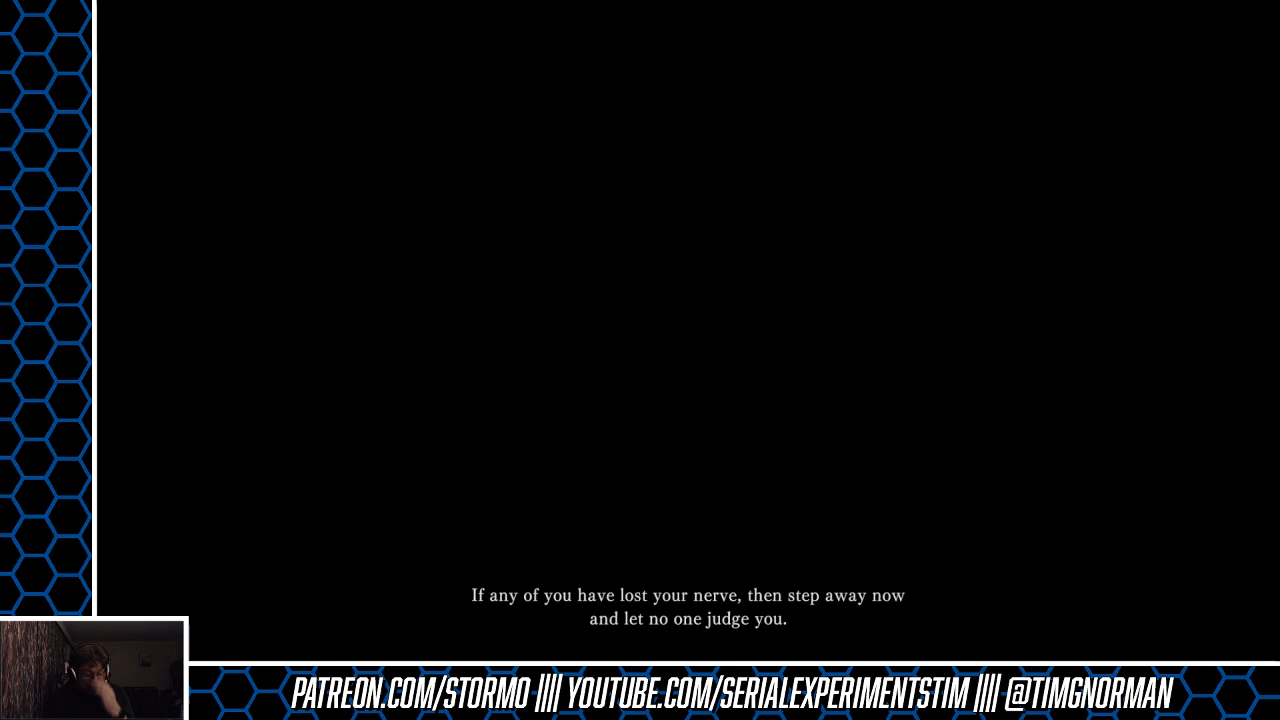 If any of you have lost your nerve, then step away now
and let no one judge you.
PATREON.COM/STORMO |||| YOUTUBE.COM/SERIALEXPERIMENTSTIM |||| @TIMGNORMAN